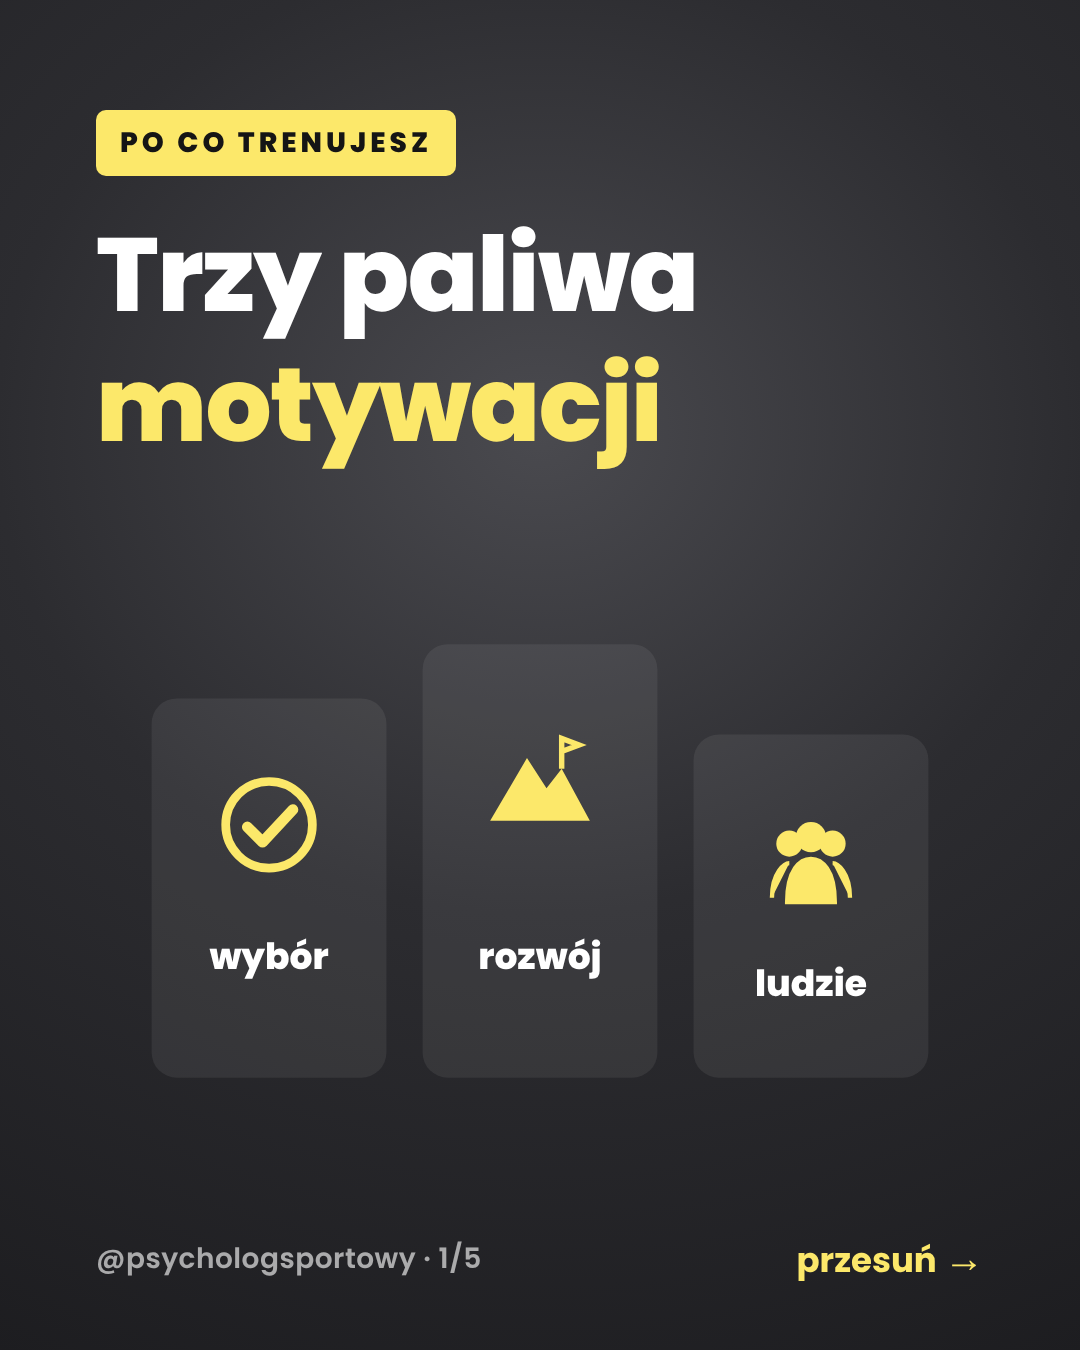 PO CO TRENUJESZ
Trzy paliwa
motywacji
wybór
rozwój
ludzie
@psychologsportowy · 1/5
przesuń →